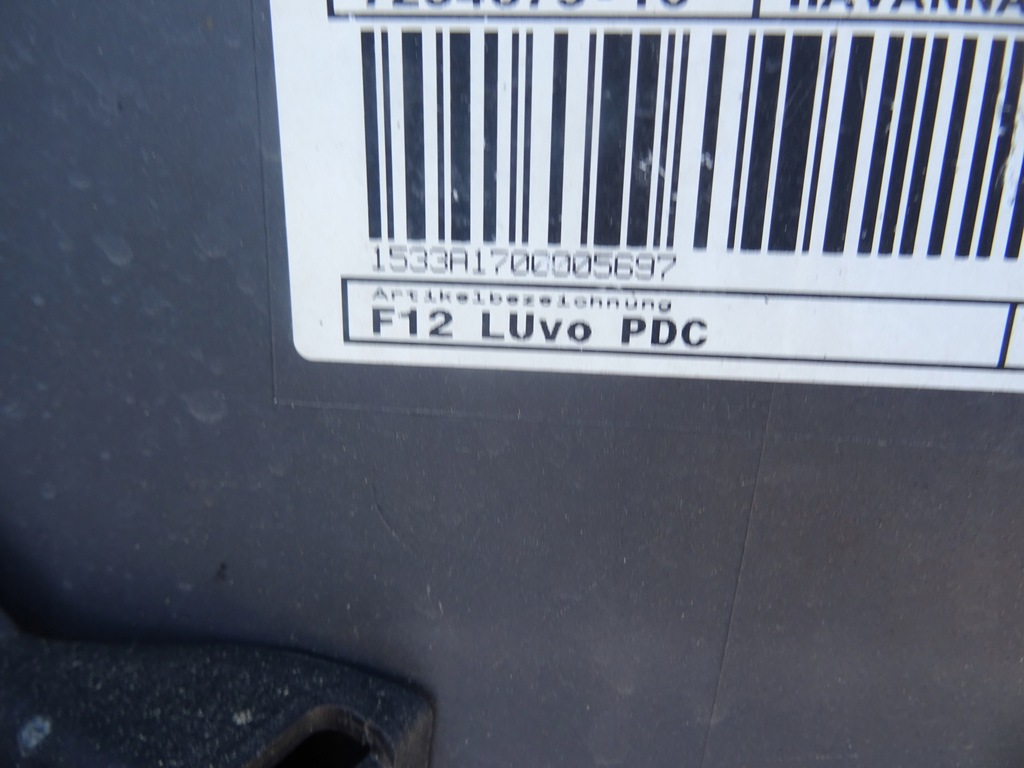 1533A170C005697
Artikelbezeichnung
F12 LUvo PDC